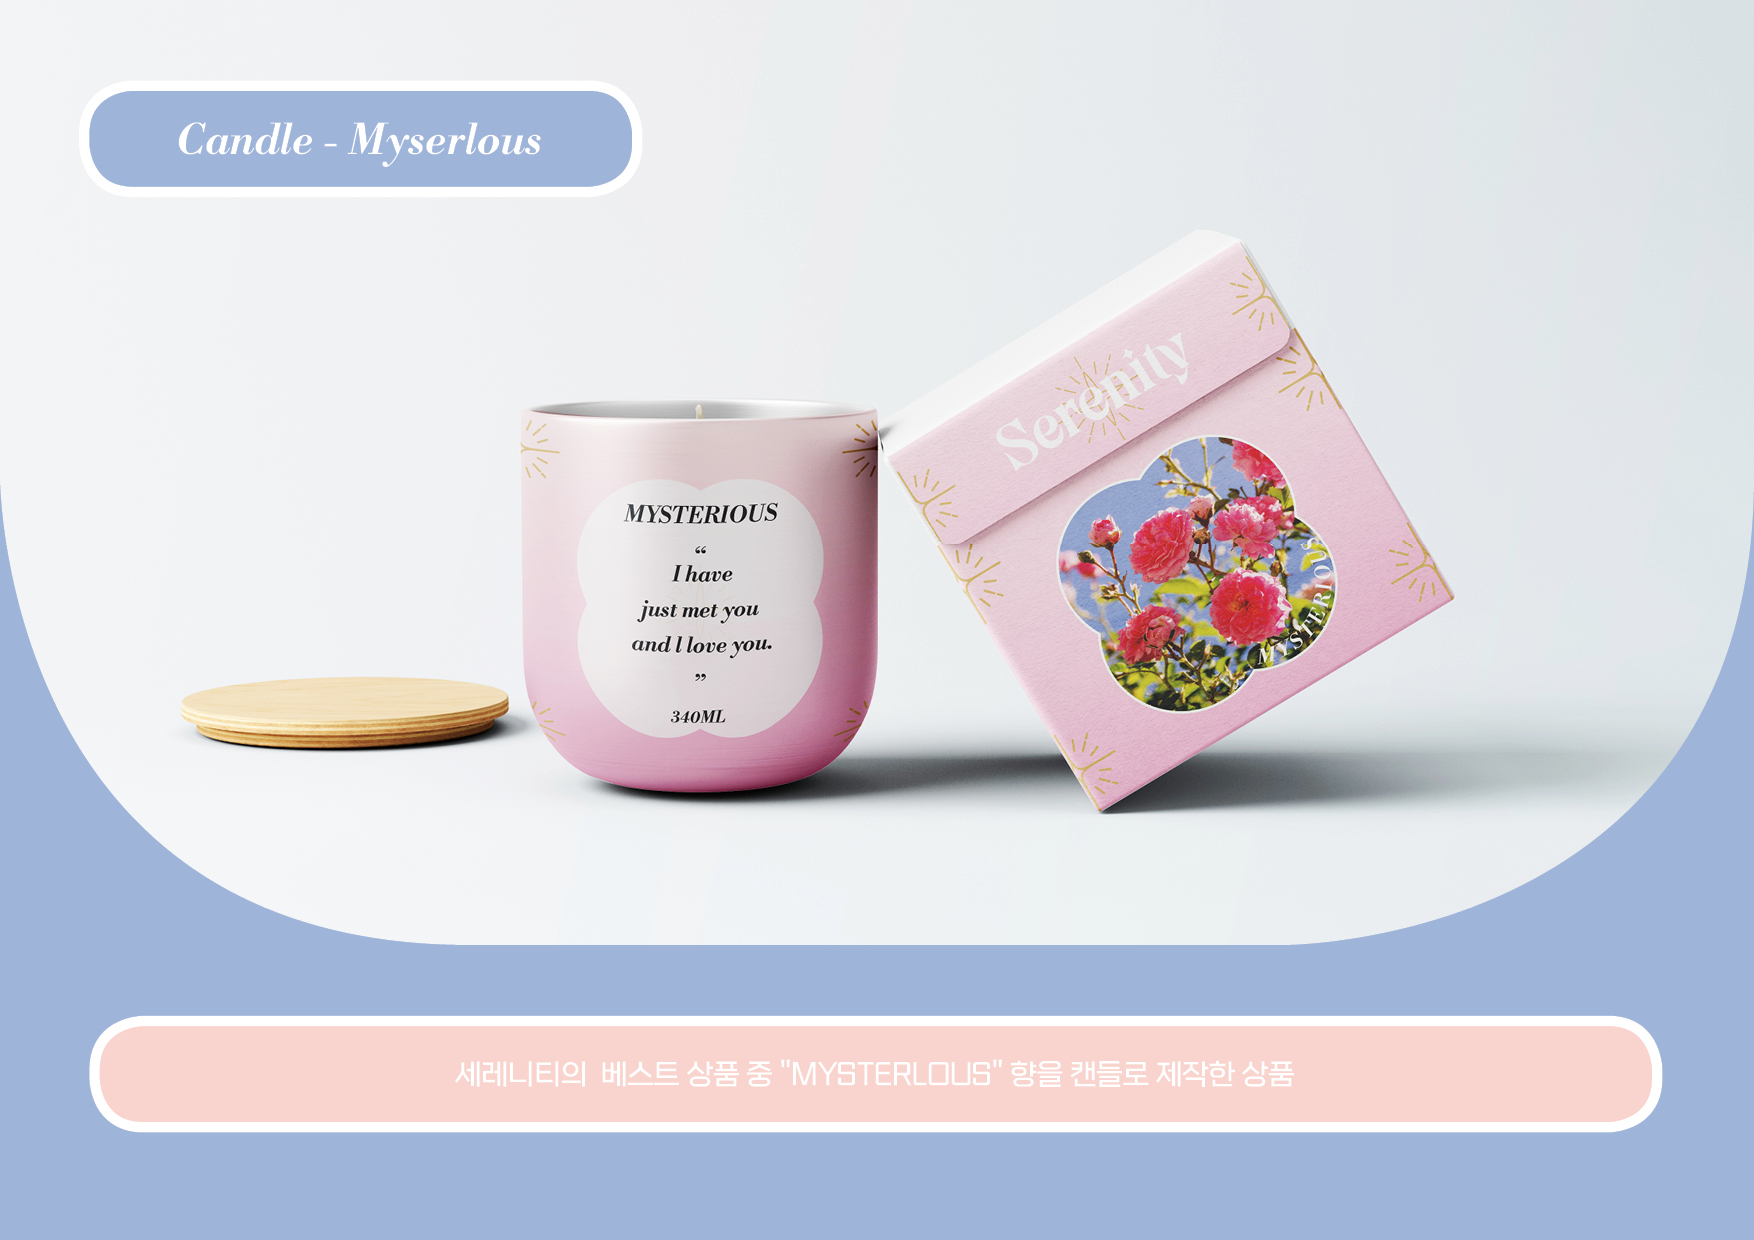 Candle - Myserlous
Serenity
MYSTERIOUS
MYSTERIOUS
“
I have
just met you
and l love you.
”
340ML
세레니티의 베스트 상품 중 "MYSTERLOUS" 향을 캔들로 제작한 상품